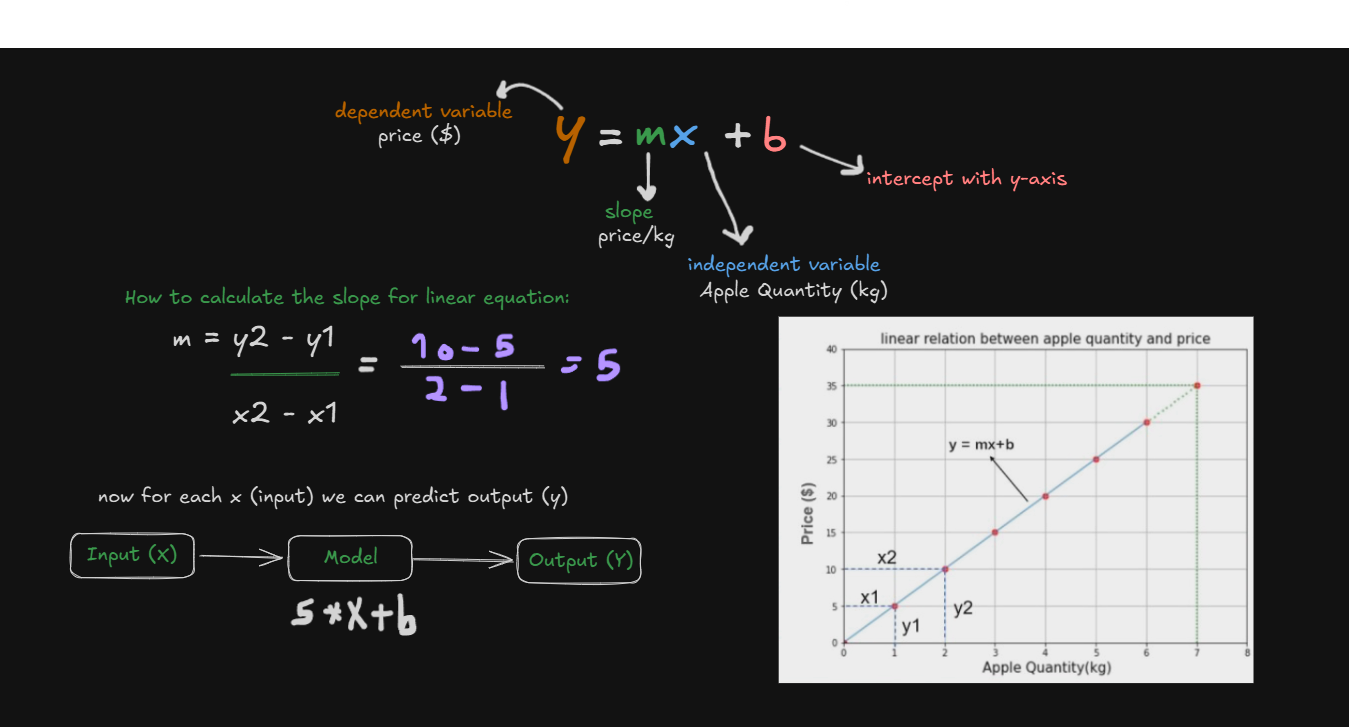 dependent variable
price ($)
y = mx + b
intercept with y-axis
slope
price/kg
independent variable
Apple Quantity (kg)
How to calculate the slope for linear equation:
m = y2 - y1
x2 - x1
= 10 - 5
2 - 1
= 5
now for each x (input) we can predict output (y)
Input (X)
Model
Output (Y)
5 * X + b
linear relation between apple quantity and price
40
35
30
25
20
15
10
5
0
y = mx+b
x2
x1
y2
y1
Price ($)
0 1 2 3 4 5 6 7 8
Apple Quantity(kg)